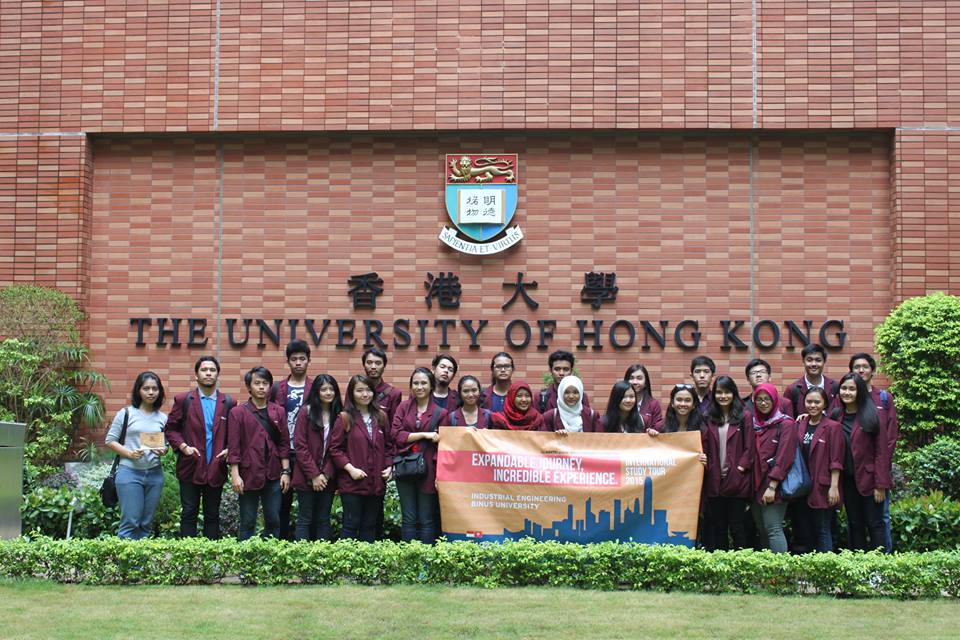 明德
格物
SAPIENTIA ET VIRTUS
香港大學
THE UNIVERSITY OF HONG KONG
EXPANDABLE JOURNEY,
INCREDIBLE EXPERIENCE.
INTERNATIONAL
STUDY TOUR
2015
INDUSTRIAL ENGINEERING
BINUS UNIVERSITY